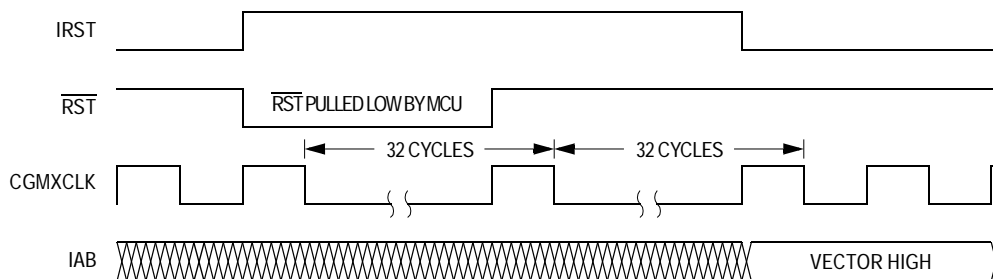 IRST
RST
RST PULLED LOW BY MCU
32 CYCLES
32 CYCLES
CGMXCLK
IAB
VECTOR HIGH